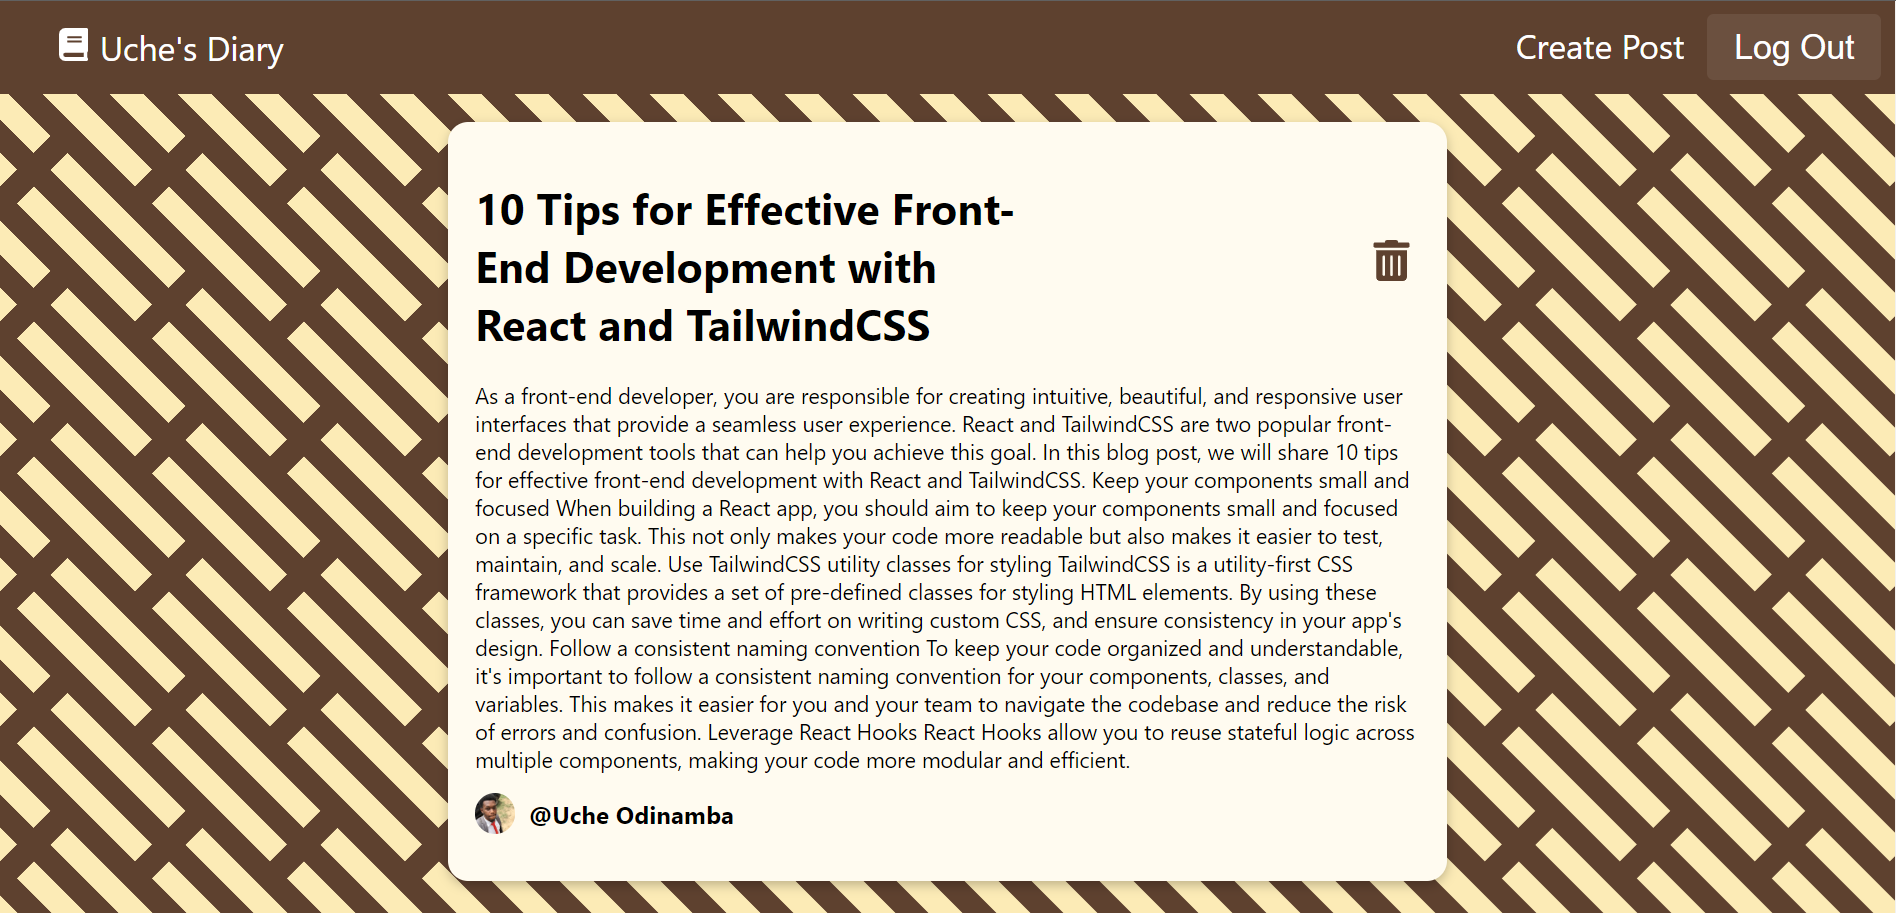 Uche's Diary
Create Post
Log Out
10 Tips for Effective Front-
End Development with
React and TailwindCSS
As a front-end developer, you are responsible for creating intuitive, beautiful, and responsive user
interfaces that provide a seamless user experience. React and TailwindCSS are two popular front-
end development tools that can help you achieve this goal. In this blog post, we will share 10 tips
for effective front-end development with React and TailwindCSS. Keep your components small and
focused When building a React app, you should aim to keep your components small and focused
on a specific task. This not only makes your code more readable but also makes it easier to test,
maintain, and scale. Use TailwindCSS utility classes for styling TailwindCSS is a utility-first CSS
framework that provides a set of pre-defined classes for styling HTML elements. By using these
classes, you can save time and effort on writing custom CSS, and ensure consistency in your app's
design. Follow a consistent naming convention To keep your code organized and understandable,
it's important to follow a consistent naming convention for your components, classes, and
variables. This makes it easier for you and your team to navigate the codebase and reduce the risk
of errors and confusion. Leverage React Hooks React Hooks allow you to reuse stateful logic across
multiple components, making your code more modular and efficient.
@Uche Odinamba